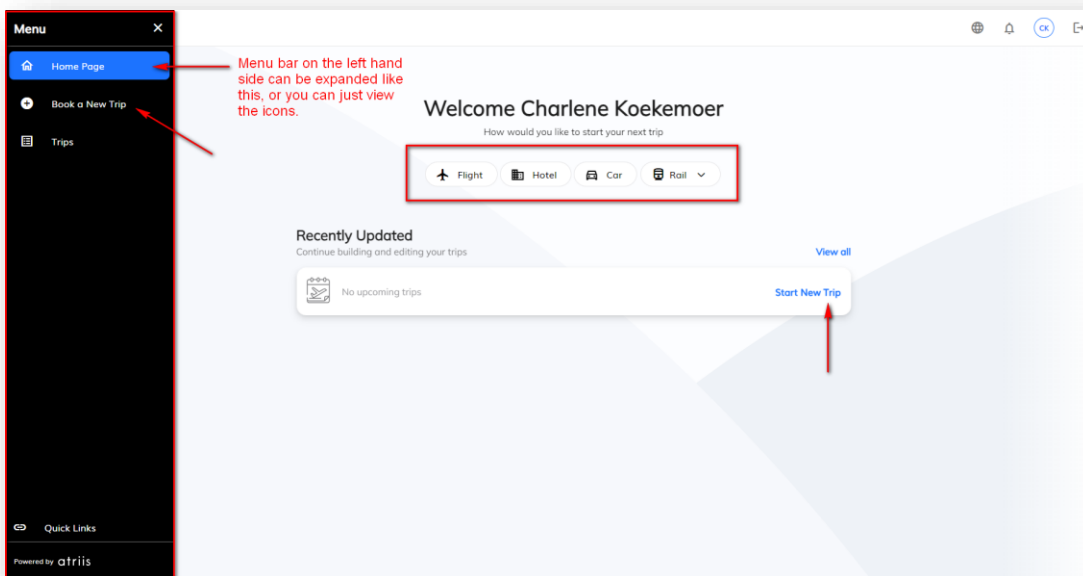 Menu
Home Page
Book a New Trip
Trips
Quick Links
Powered by atriis
Menu bar on the left hand
side can be expanded like
this, or you can just view
the icons.
CK
Welcome Charlene Koekemoer
How would you like to start your next trip
Flight Hotel Car Rail
Recently Updated
Continue building and editing your trips
View all
No upcoming trips
Start New Trip